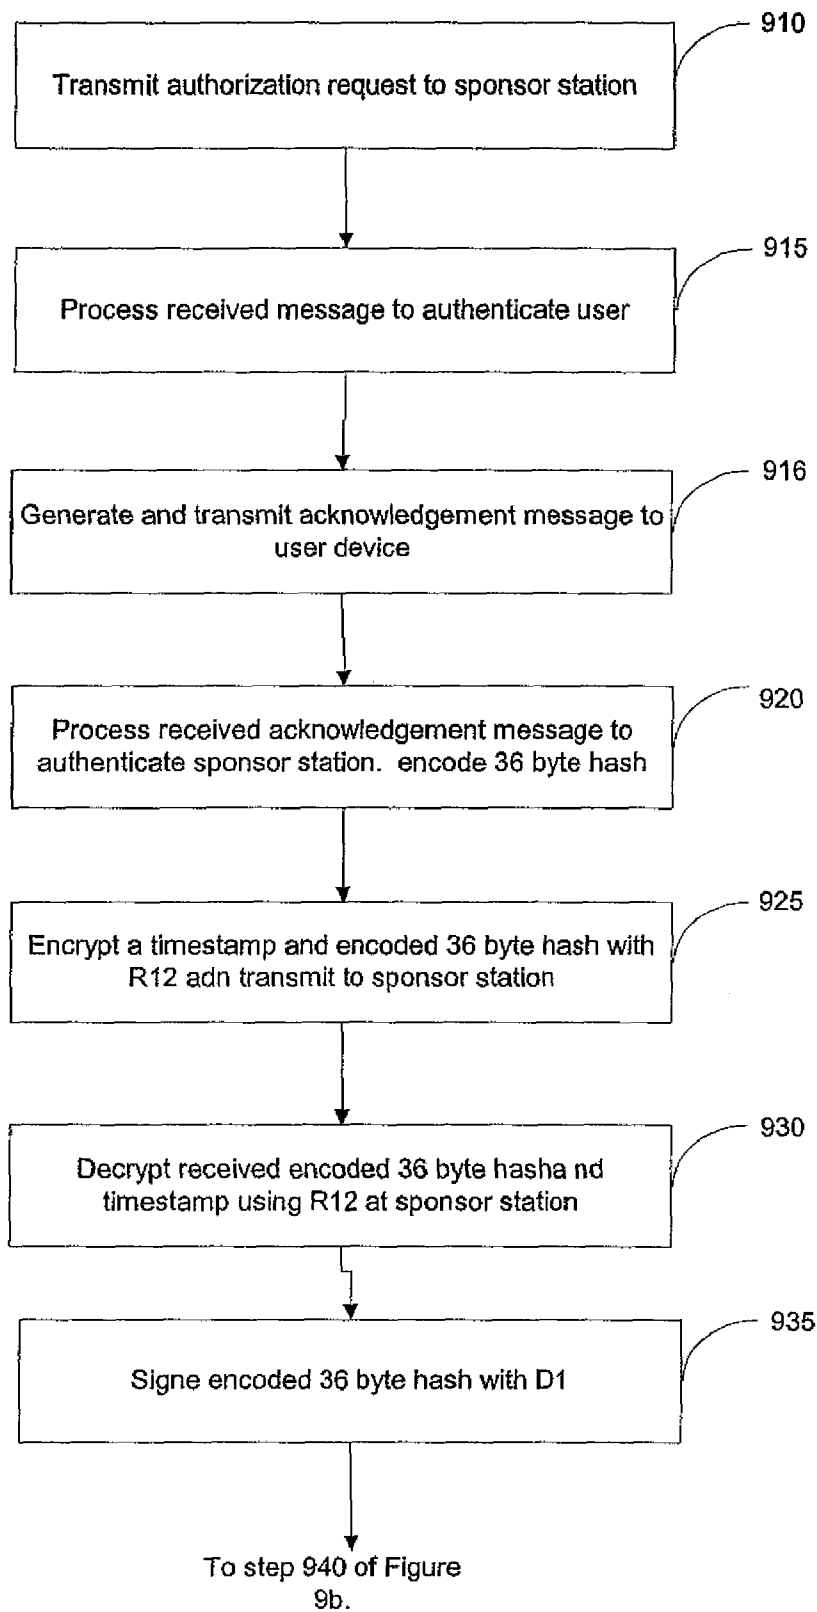 910
Transmit authorization request to sponsor station
915
Process received message to authenticate user
916
Generate and transmit acknowledgement message to
user device
920
Process received acknowledgement message to
authenticate sponsor station. encode 36 byte hash
925
Encrypt a timestamp and encoded 36 byte hash with
R12 adn transmit to sponsor station
930
Decrypt received encoded 36 byte hasha nd
timestamp using R12 at sponsor station
935
Signe encoded 36 byte hash with D1
To step 940 of Figure
9b.